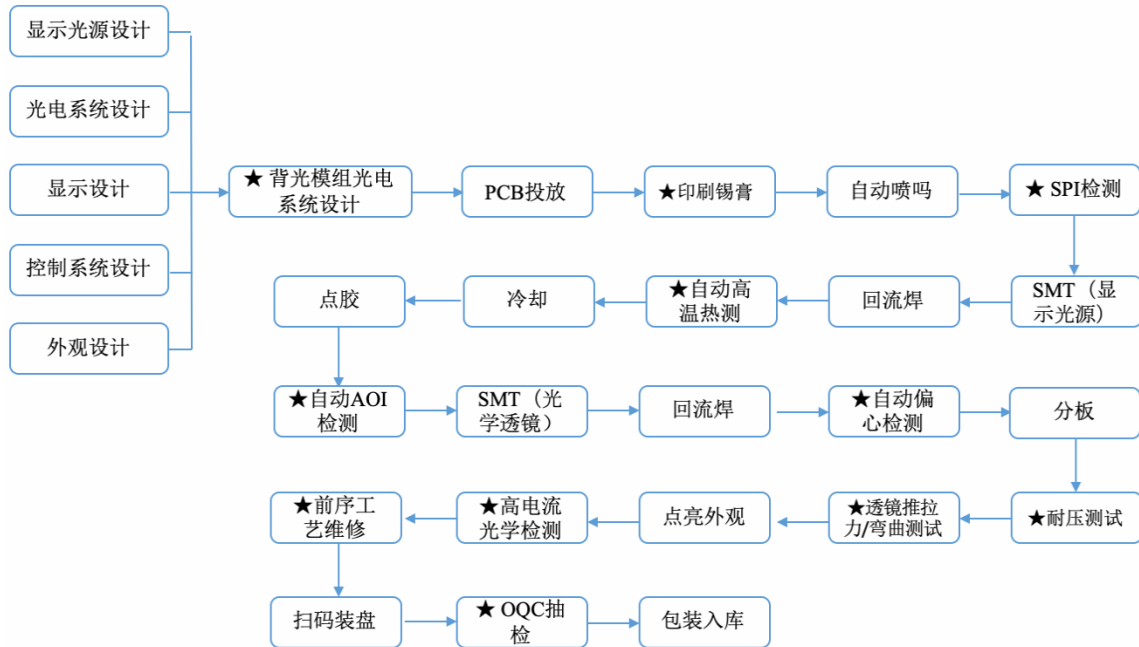 显示光源设计
光电系统设计
显示设计
控制系统设计
外观设计
★ 背光模组光电
系统设计
PCB投放
★印刷锡膏
自动喷吗
★ SPI检测
SMT（显
示光源）
回流焊
★自动高
温热测
冷却
点胶
★自动AOI
检测
SMT（光
学透镜）
回流焊
★自动偏
心检测
分板
★耐压测试
★透镜推拉
力/弯曲测试
点亮外观
★高电流
光学检测
★前序工
艺维修
扫码装盘
★ OQC抽
检
包装入库